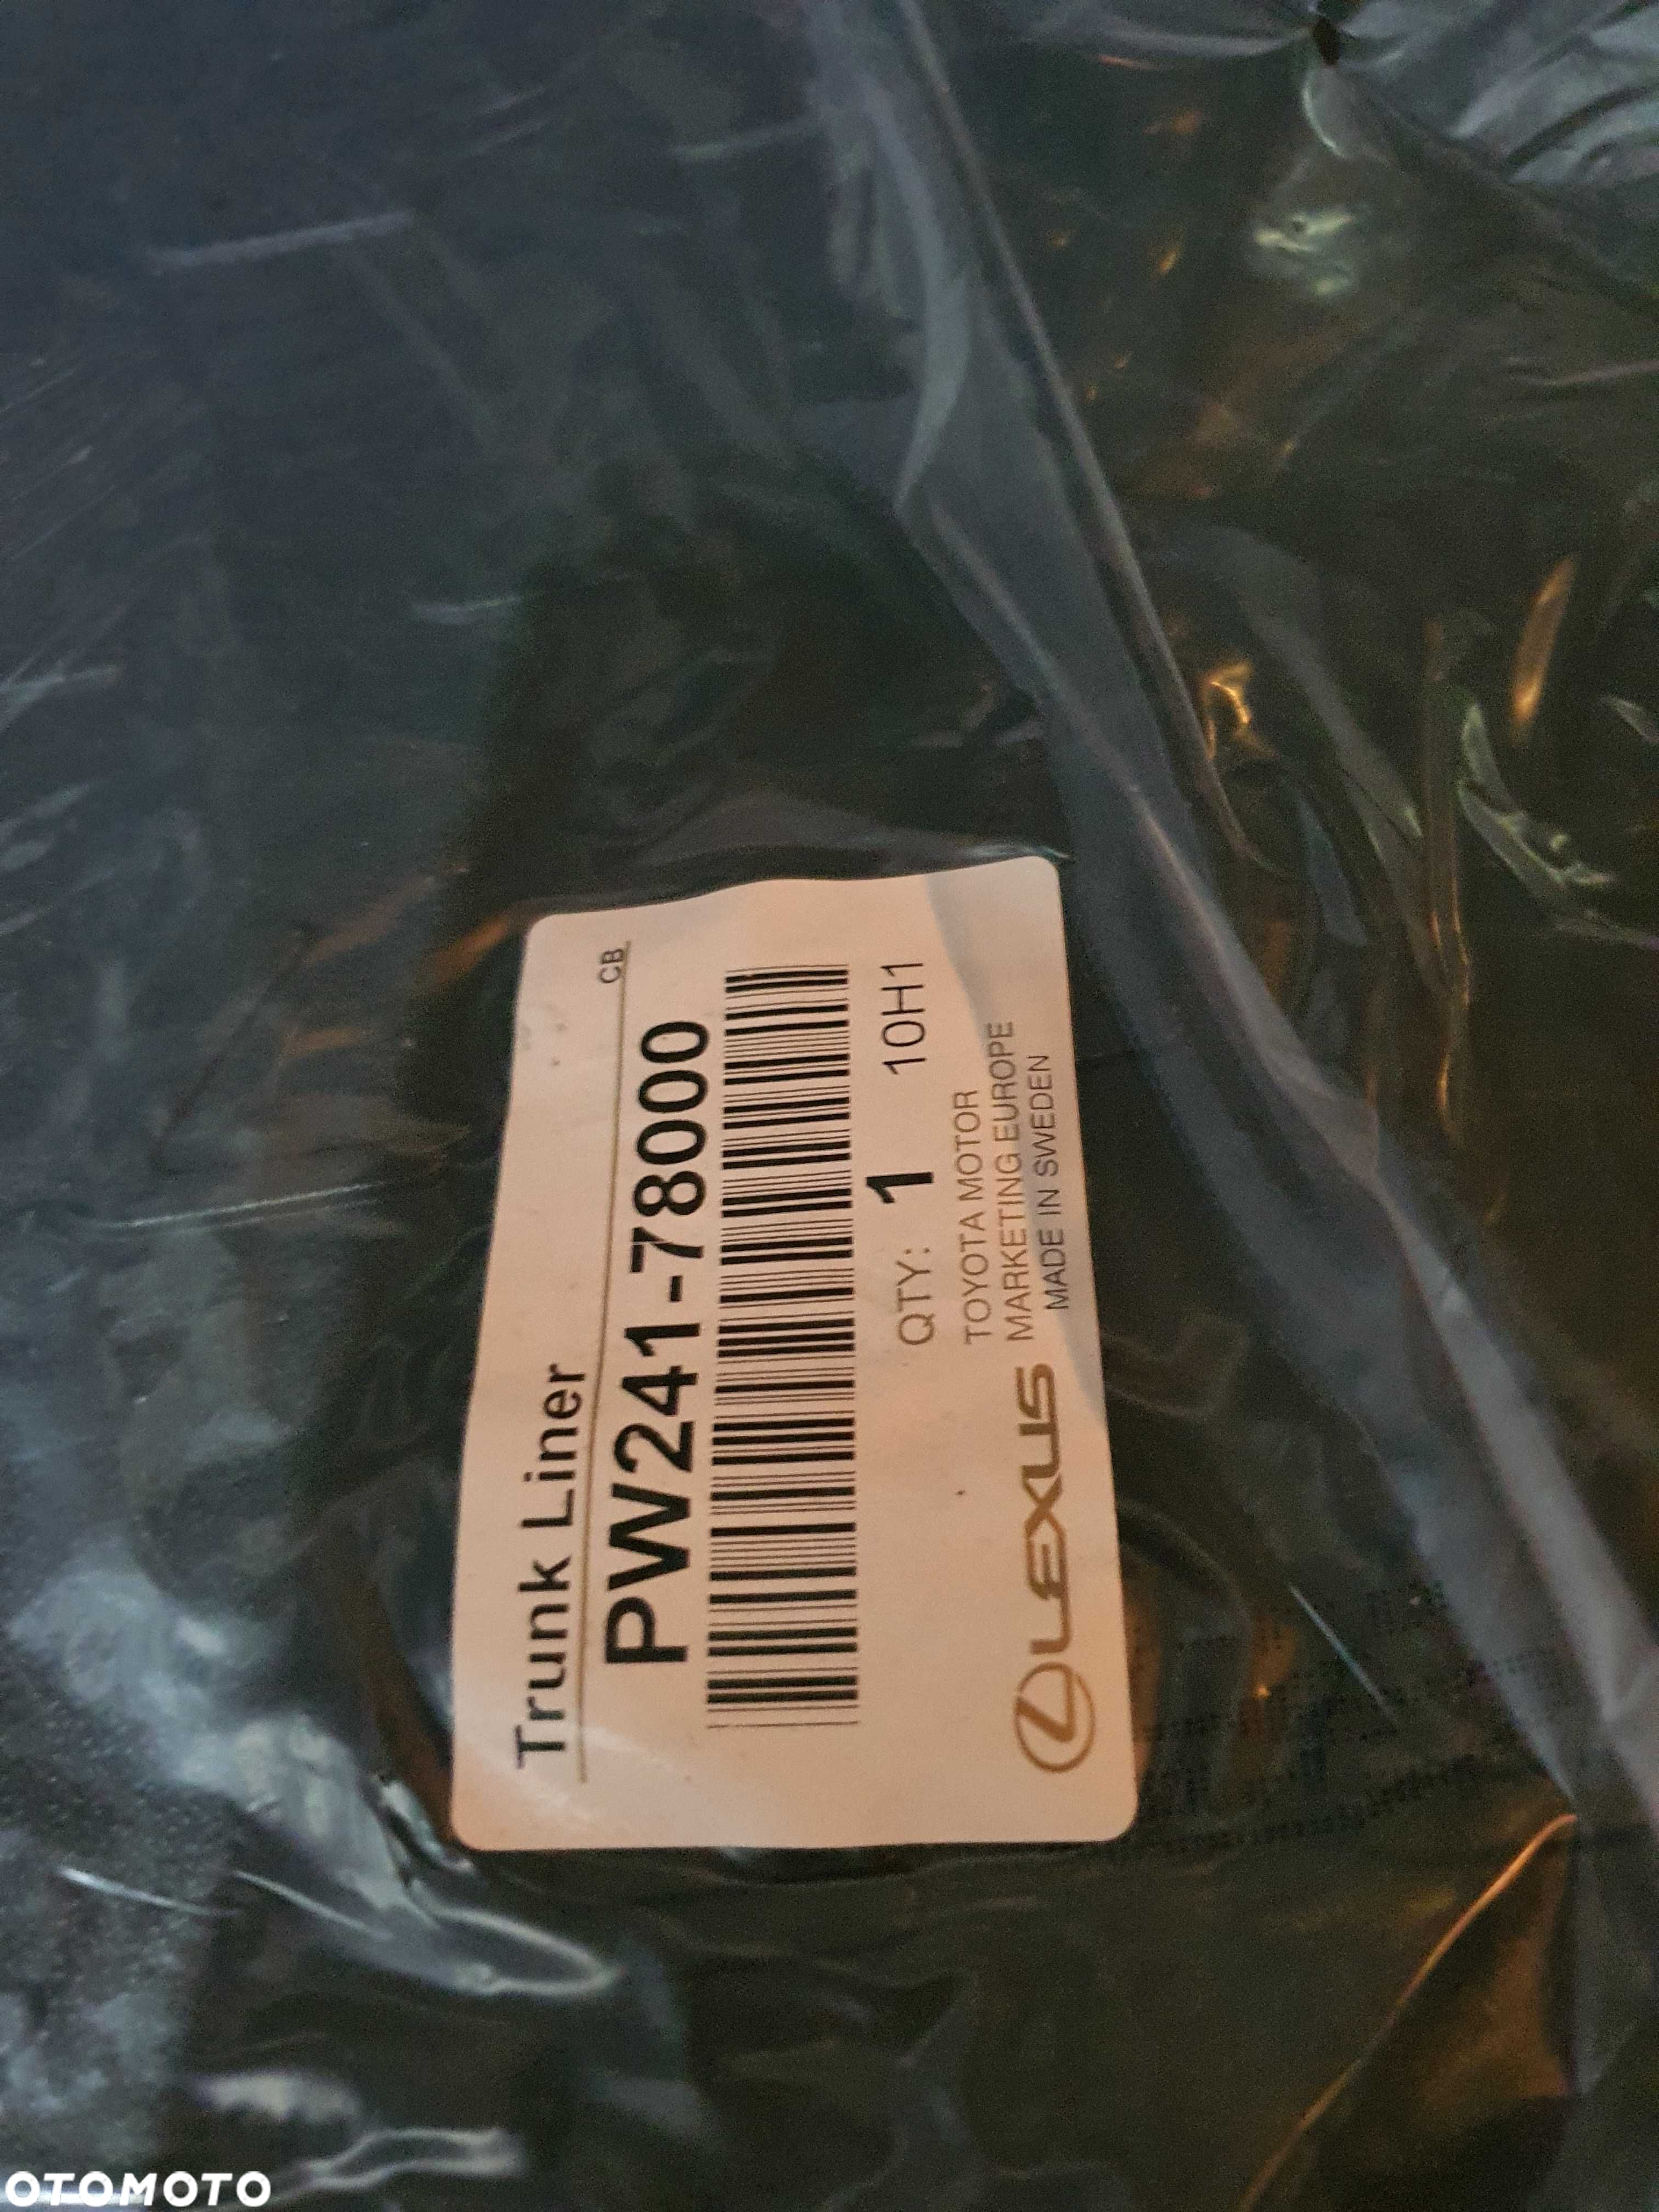 Trunk Liner
CB
PW241-78000
QTY: 1 10H1
TOYOTA MOTOR
MARKETING EUROPE
MADE IN SWEDEN
LEXUS
OTOMOTO